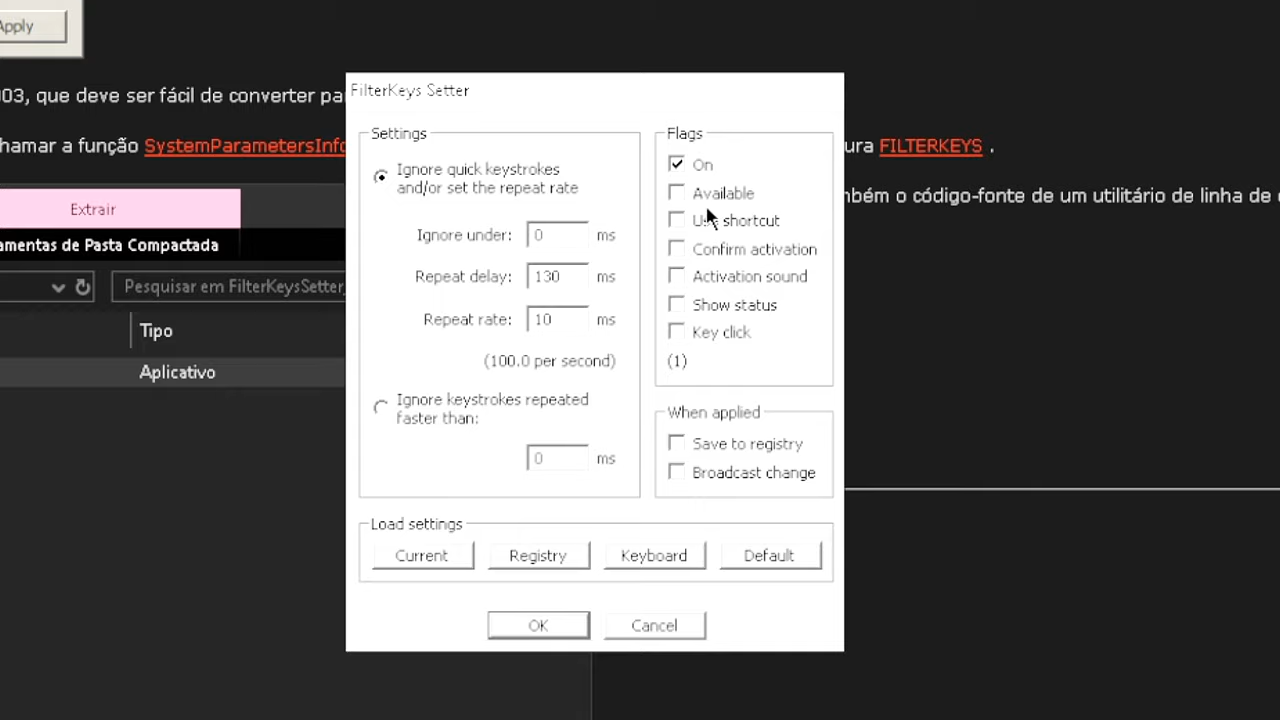 Apply
003, que deve ser fácil de converter pa
hamar a função SystemParametersInfo
ura FILTERKEYS .
mbém o código-fonte de um utilitário de linha de
Extrair
amentas de Pasta Compactada
Pesquisar em FilterKeysSetter
Tipo
Aplicativo
FilterKeys Setter
Settings
Ignore quick keystrokes
and/or set the repeat rate
Ignore under: 0 ms
Repeat delay: 130 ms
Repeat rate: 10 ms
(100.0 per second)
Ignore keystrokes repeated
faster than:
0 ms
Flags
On
Available
Use shortcut
Confirm activation
Activation sound
Show status
Key click
(1)
When applied
Save to registry
Broadcast change
Load settings
Current Registry Keyboard Default
OK Cancel